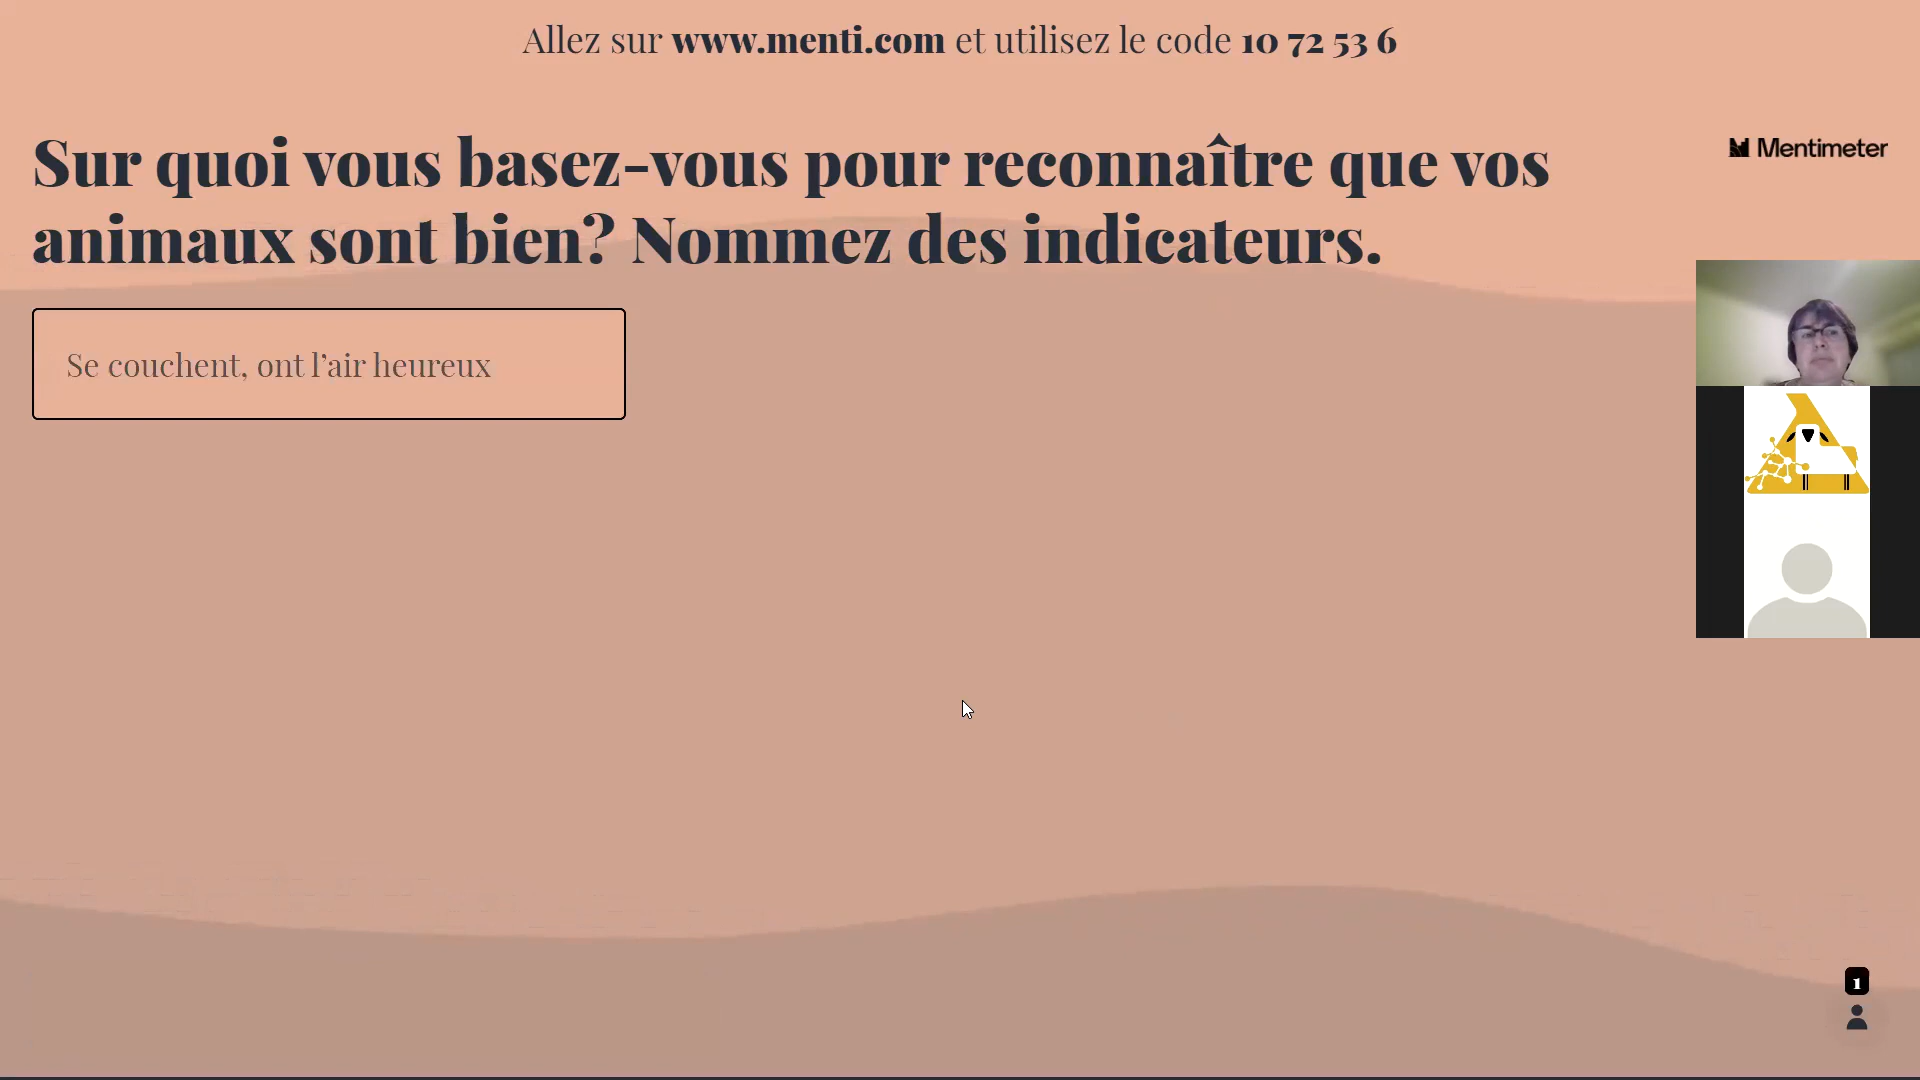 Allez sur www.menti.com et utilisez le code 10 72 53 6
Mentimeter
Sur quoi vous basez-vous pour reconnaître que vos
animaux sont bien? Nommez des indicateurs.
Se couchent, ont l’air heureux
1